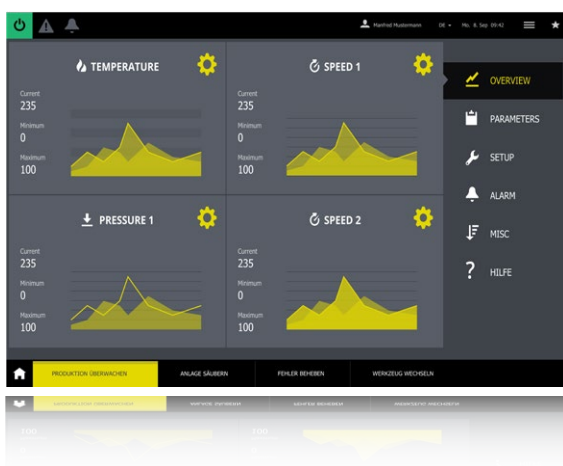 Manfred Mustermann DE Mo. 8. Sep 09:42
TEMPERATURE
Current
235
Minimum
0
Maximum
100
SPEED 1
Current
235
Minimum
0
Maximum
100
PRESSURE 1
Current
235
Minimum
0
Maximum
100
SPEED 2
Current
235
Minimum
0
Maximum
100
OVERVIEW
PARAMETERS
SETUP
ALARM
MISC
? HILFE
PRODUKTION ÜBERWACHEN ANLAGE SÄUBERN FEHLER BEHEBEN WERKZEUG WECHSELN